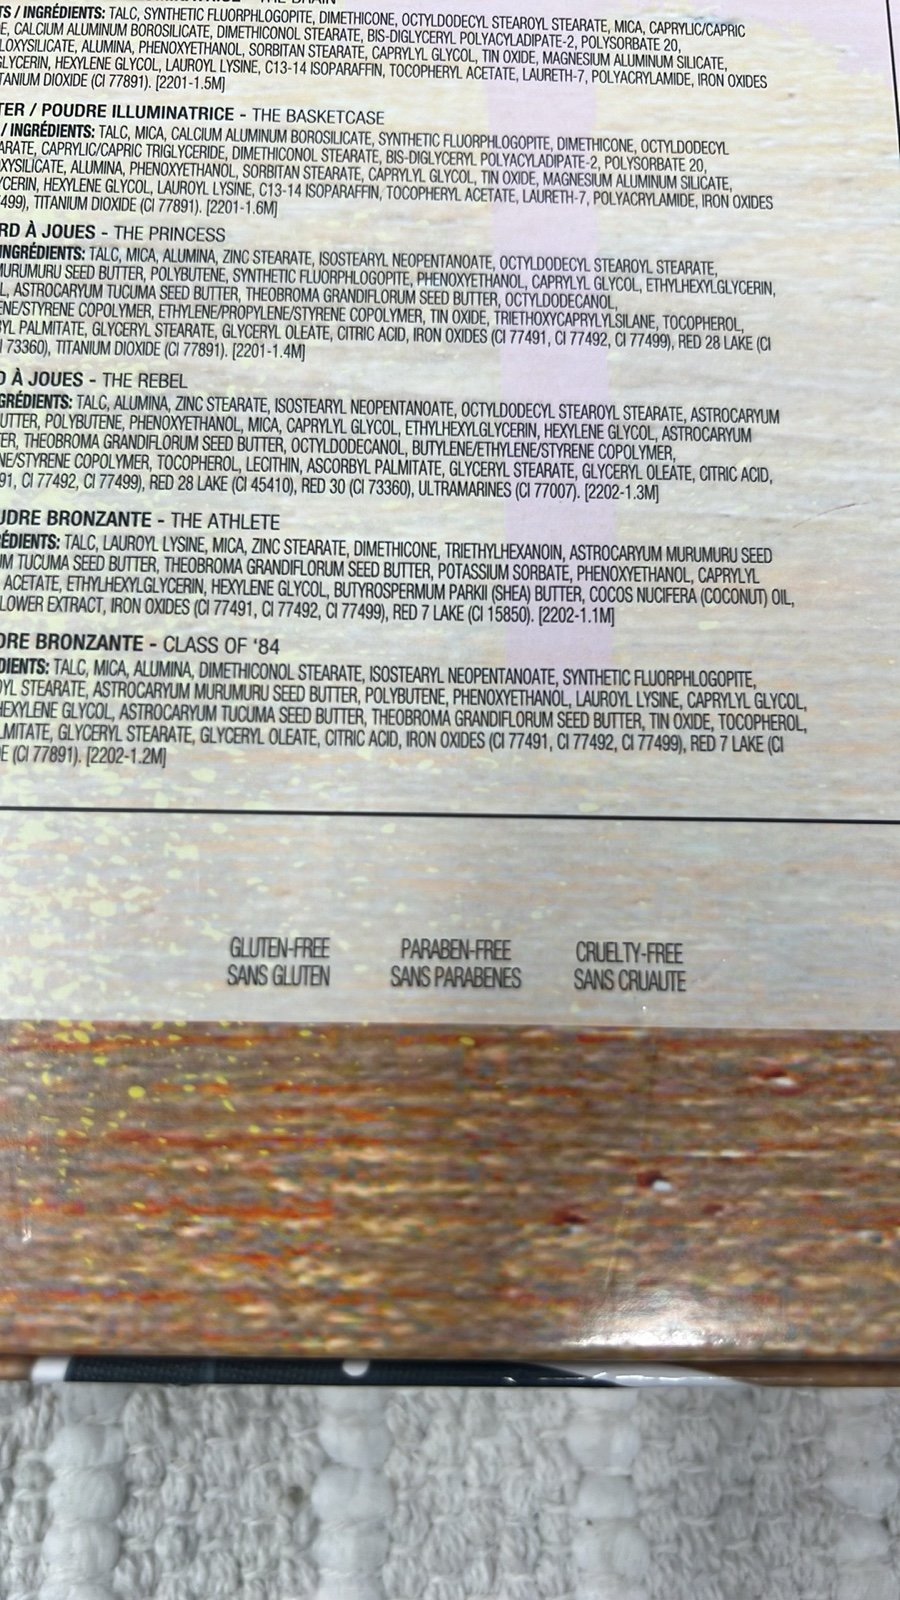 THE BRAIN
TS / INGRÉDIENTS: TALC, SYNTHETIC FLUORPHLOGOPITE, DIMETHICONE, OCTYLDODECYL STEAROYL STEARATE, MICA, CAPRYLIC/CAPRIC
E, CALCIUM ALUMINUM BOROSILICATE, DIMETHICONOL STEARATE, BIS-DIGLYCERYL POLYACYLADIPATE-2, POLYSORBATE 20,
LOXYSILICATE, ALUMINA, PHENOXYETHANOL, SORBITAN STEARATE, CAPRYLYL GLYCOL, TIN OXIDE, MAGNESIUM ALUMINUM SILICATE,
GLYCERIN, HEXYLENE GLYCOL, LAUROYL LYSINE, C13-14 ISOPARAFFIN, TOCOPHERYL ACETATE, LAURETH-7, POLYACRYLAMIDE, IRON OXIDES
TANIUM DIOXIDE (CI 77891). [2201-1.5M]
TER / POUDRE ILLUMINATRICE - THE BASKETCASE
/ INGRÉDIENTS: TALC, MICA, CALCIUM ALUMINUM BOROSILICATE, SYNTHETIC FLUORPHLOGOPITE, DIMETHICONE, OCTYLDODECYL
ARATE, CAPRYLIC/CAPRIC TRIGLYCERIDE, DIMETHICONOL STEARATE, BIS-DIGLYCERYL POLYACYLADIPATE-2, POLYSORBATE 20,
OXYSILICATE, ALUMINA, PHENOXYETHANOL, SORBITAN STEARATE, CAPRYLYL GLYCOL, TIN OXIDE, MAGNESIUM ALUMINUM SILICATE,
YCERIN, HEXYLENE GLYCOL, LAUROYL LYSINE, C13-14 ISOPARAFFIN, TOCOPHERYL ACETATE, LAURETH-7, POLYACRYLAMIDE, IRON OXIDES
499), TITANIUM DIOXIDE (CI 77891). [2201-1.6M]
RD À JOUES - THE PRINCESS
INGRÉDIENTS: TALC, MICA, ALUMINA, ZINC STEARATE, ISOSTEARYL NEOPENTANOATE, OCTYLDODECYL STEAROYL STEARATE,
MURUMURU SEED BUTTER, POLYBUTENE, SYNTHETIC FLUORPHLOGOPITE, PHENOXYETHANOL, CAPRYLYL GLYCOL, ETHYLHEXYLGLYCERIN,
L, ASTROCARYUM TUCUMA SEED BUTTER, THEOBROMA GRANDIFLORUM SEED BUTTER, OCTYLDODECANOL,
ENE/STYRENE COPOLYMER, ETHYLENE/PROPYLENE/STYRENE COPOLYMER, TIN OXIDE, TRIETHOXYCAPRYLYLSILANE, TOCOPHEROL,
BYL PALMITATE, GLYCERYL STEARATE, GLYCERYL OLEATE, CITRIC ACID, IRON OXIDES (CI 77491, CI 77492, CI 77499), RED 28 LAKE (CI
I 73360), TITANIUM DIOXIDE (CI 77891). [2201-1.4M]
D À JOUES - THE REBEL
GRÉDIENTS: TALC, ALUMINA, ZINC STEARATE, ISOSTEARYL NEOPENTANOATE, OCTYLDODECYL STEAROYL STEARATE, ASTROCARYUM
UTTER, POLYBUTENE, PHENOXYETHANOL, MICA, CAPRYLYL GLYCOL, ETHYLHEXYLGLYCERIN, HEXYLENE GLYCOL, ASTROCARYUM
ER, THEOBROMA GRANDIFLORUM SEED BUTTER, OCTYLDODECANOL, BUTYLENE/ETHYLENE/STYRENE COPOLYMER,
NE/STYRENE COPOLYMER, TOCOPHEROL, LECITHIN, ASCORBYL PALMITATE, GLYCERYL STEARATE, GLYCERYL OLEATE, CITRIC ACID,
91, CI 77492, CI 77499), RED 28 LAKE (CI 45410), RED 30 (CI 73360), ULTRAMARINES (CI 77007). [2202-1.3M]
UDRE BRONZANTE - THE ATHLETE
RÉDIENTS: TALC, LAUROYL LYSINE, MICA, ZINC STEARATE, DIMETHICONE, TRIETHYLHEXANOIN, ASTROCARYUM MURUMURU SEED
UM TUCUMA SEED BUTTER, THEOBROMA GRANDIFLORUM SEED BUTTER, POTASSIUM SORBATE, PHENOXYETHANOL, CAPRYLYL
ACETATE, ETHYLHEXYLGLYCERIN, HEXYLENE GLYCOL, BUTYROSPERMUM PARKII (SHEA) BUTTER, COCOS NUCIFERA (COCONUT) OIL,
LOWER EXTRACT, IRON OXIDES (CI 77491, CI 77492, CI 77499), RED 7 LAKE (CI 15850). [2202-1.1M]
DRE BRONZANTE - CLASS OF '84
DIENTS: TALC, MICA, ALUMINA, DIMETHICONOL STEARATE, ISOSTEARYL NEOPENTANOATE, SYNTHETIC FLUORPHLOGOPITE,
OYL STEARATE, ASTROCARYUM MURUMURU SEED BUTTER, POLYBUTENE, PHENOXYETHANOL, LAUROYL LYSINE, CAPRYLYL GLYCOL,
HEXYLENE GLYCOL, ASTROCARYUM TUCUMA SEED BUTTER, THEOBROMA GRANDIFLORUM SEED BUTTER, TIN OXIDE, TOCOPHEROL,
LMITATE, GLYCERYL STEARATE, GLYCERYL OLEATE, CITRIC ACID, IRON OXIDES (CI 77491, CI 77492, CI 77499), RED 7 LAKE (CI
E (CI 77891). [2202-1.2M]
GLUTEN-FREE
SANS GLUTEN
PARABEN-FREE
SANS PARABENES
CRUELTY-FREE
SANS CRUAUTE